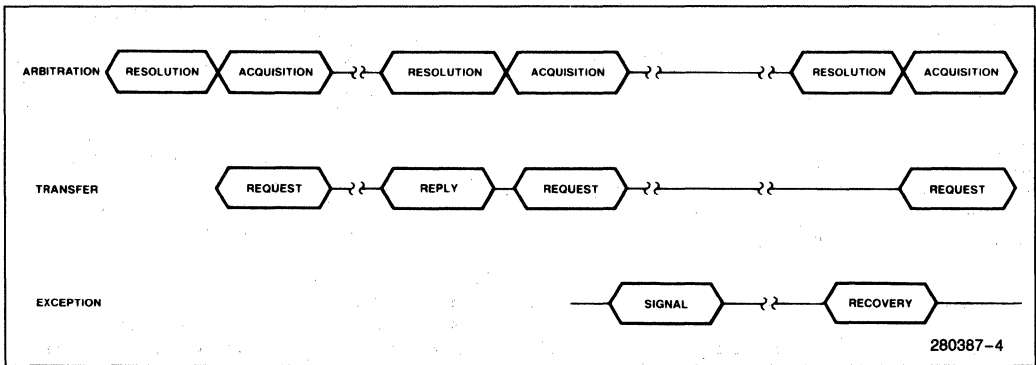 ARBITRATION RESOLUTION ACQUISITION RESOLUTION ACQUISITION RESOLUTION ACQUISITION
TRANSFER REQUEST REPLY REQUEST REQUEST
EXCEPTION SIGNAL RECOVERY
280387-4